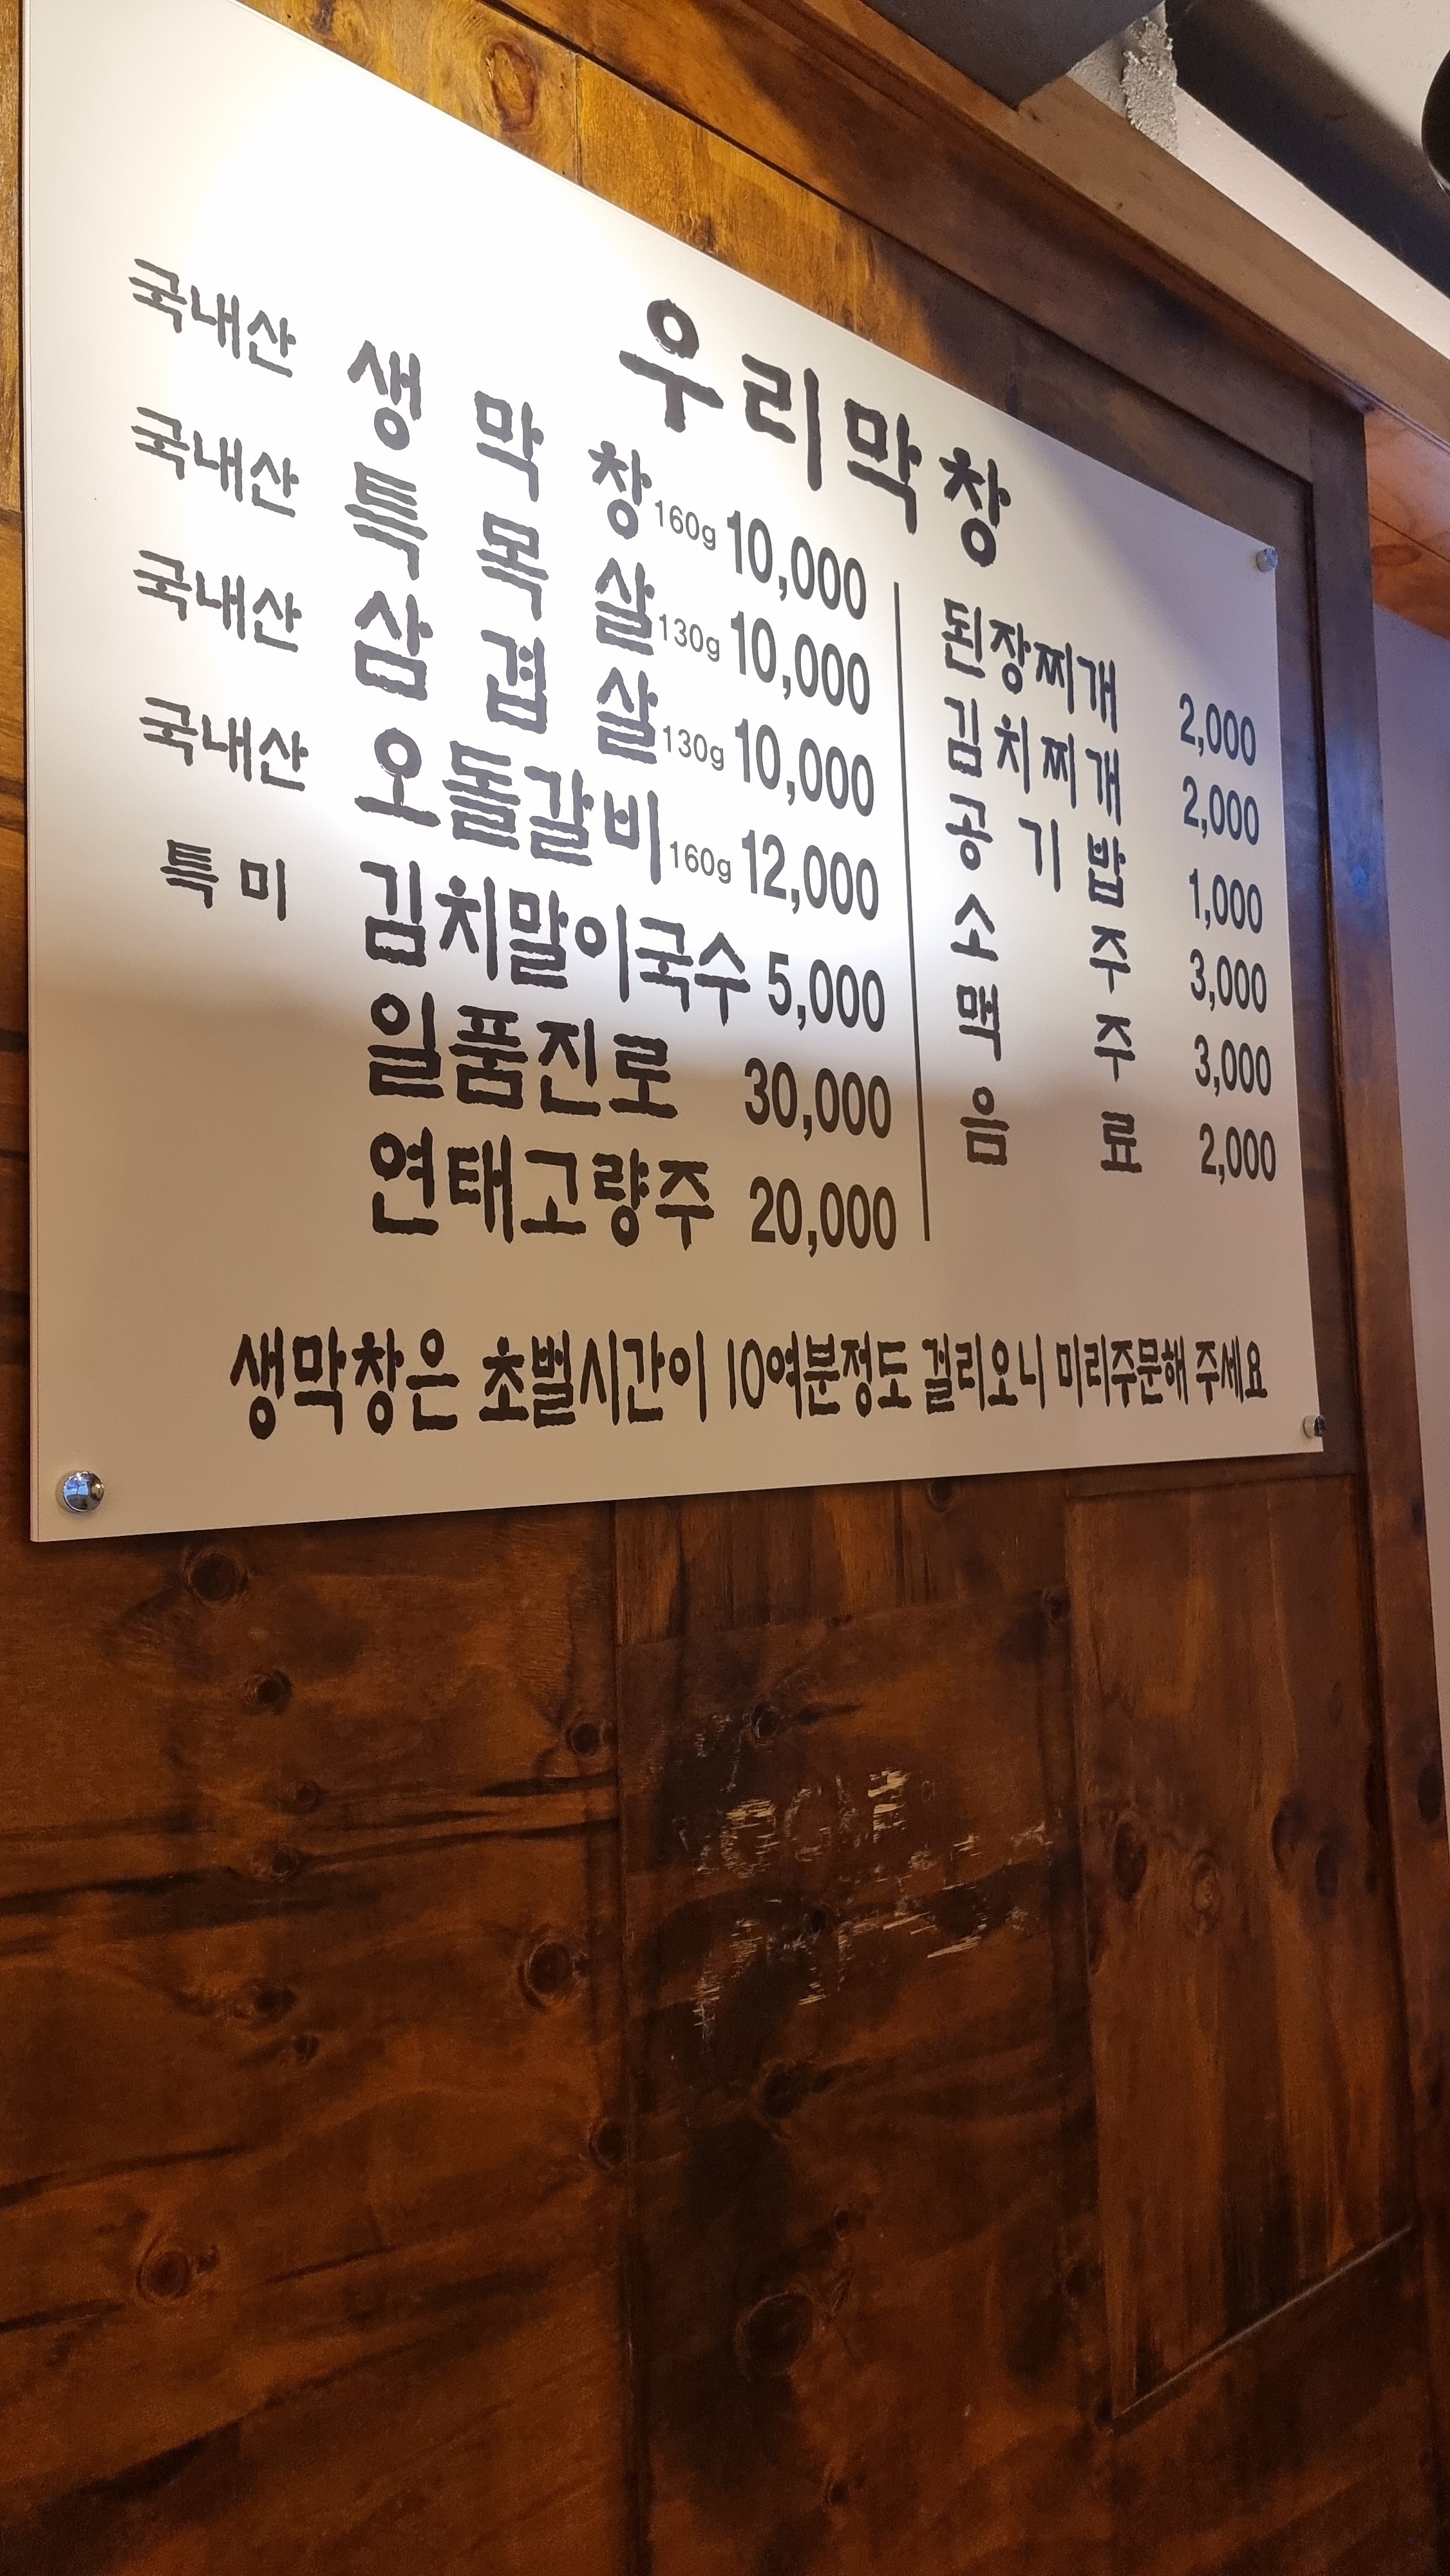 우리막창
국내산 생막창 160g 10,000
국내산 특목살 130g 10,000
국내산 삼겹살 130g 10,000
국내산 오돌갈비 160g 12,000
특미 김치말이국수 5,000
일품진로 30,000
연태고량주 20,000
된장찌개 2,000
김치찌개 2,000
공기밥 1,000
소주 3,000
맥주 3,000
음료 2,000
생막창은 초벌시간이 10여분정도 걸리오니 미리주문해 주세요